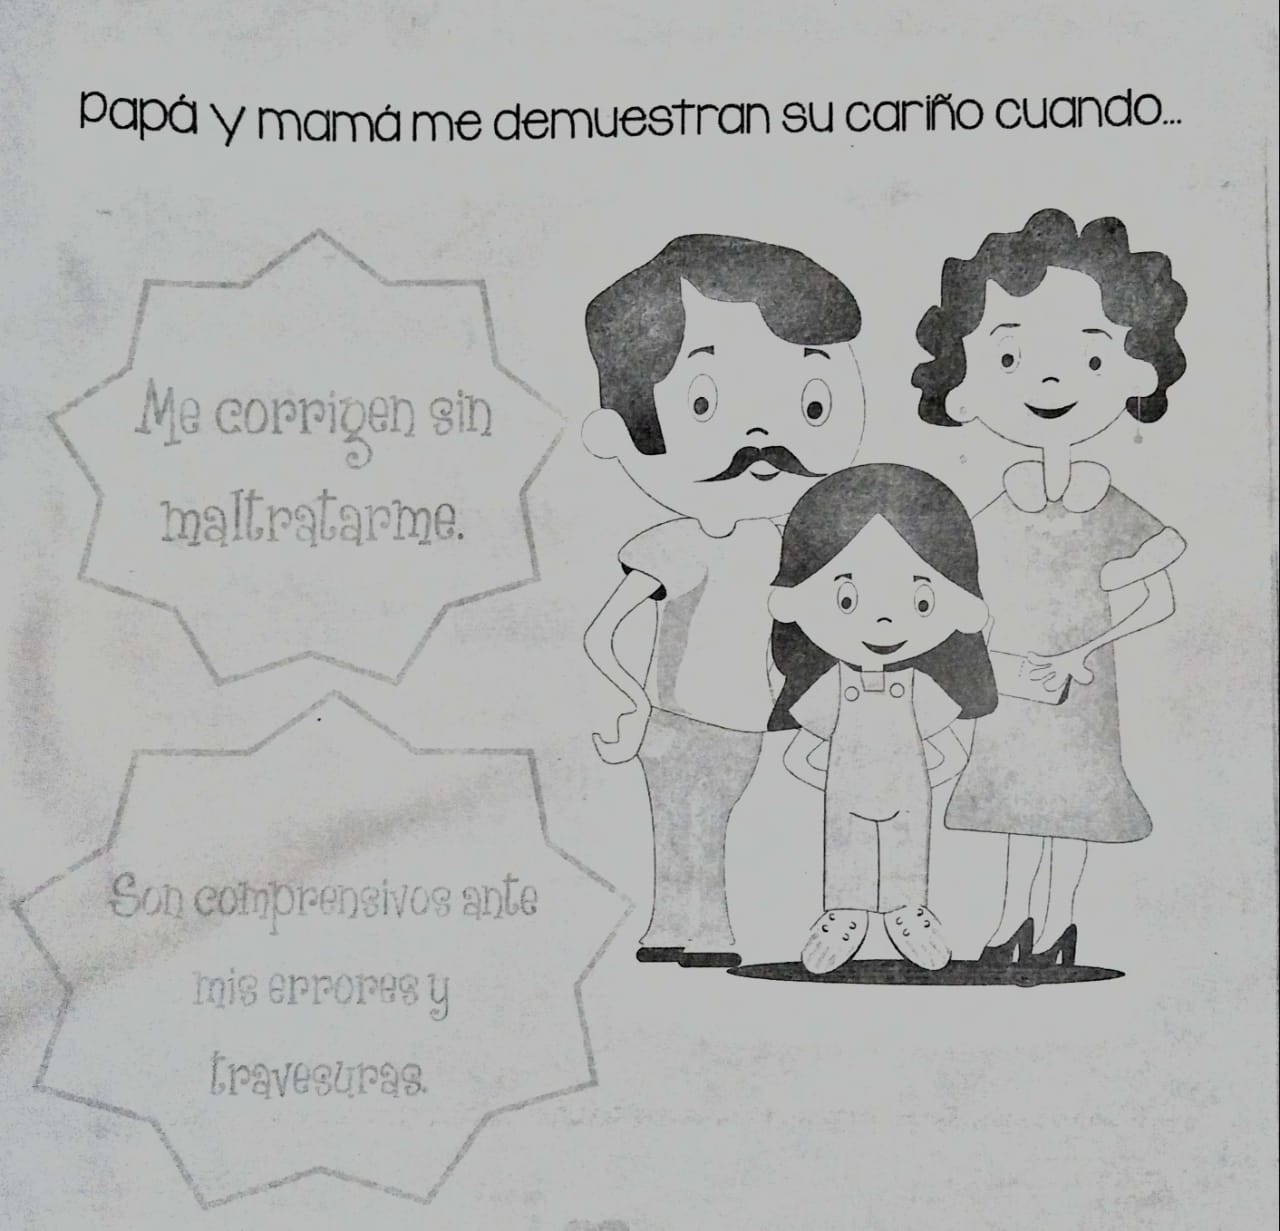 Papá y mamá me demuestran su cariño cuando...
Me corrigen sin
maltratarme.
Son comprensivos ante
mis errores y
travesuras.